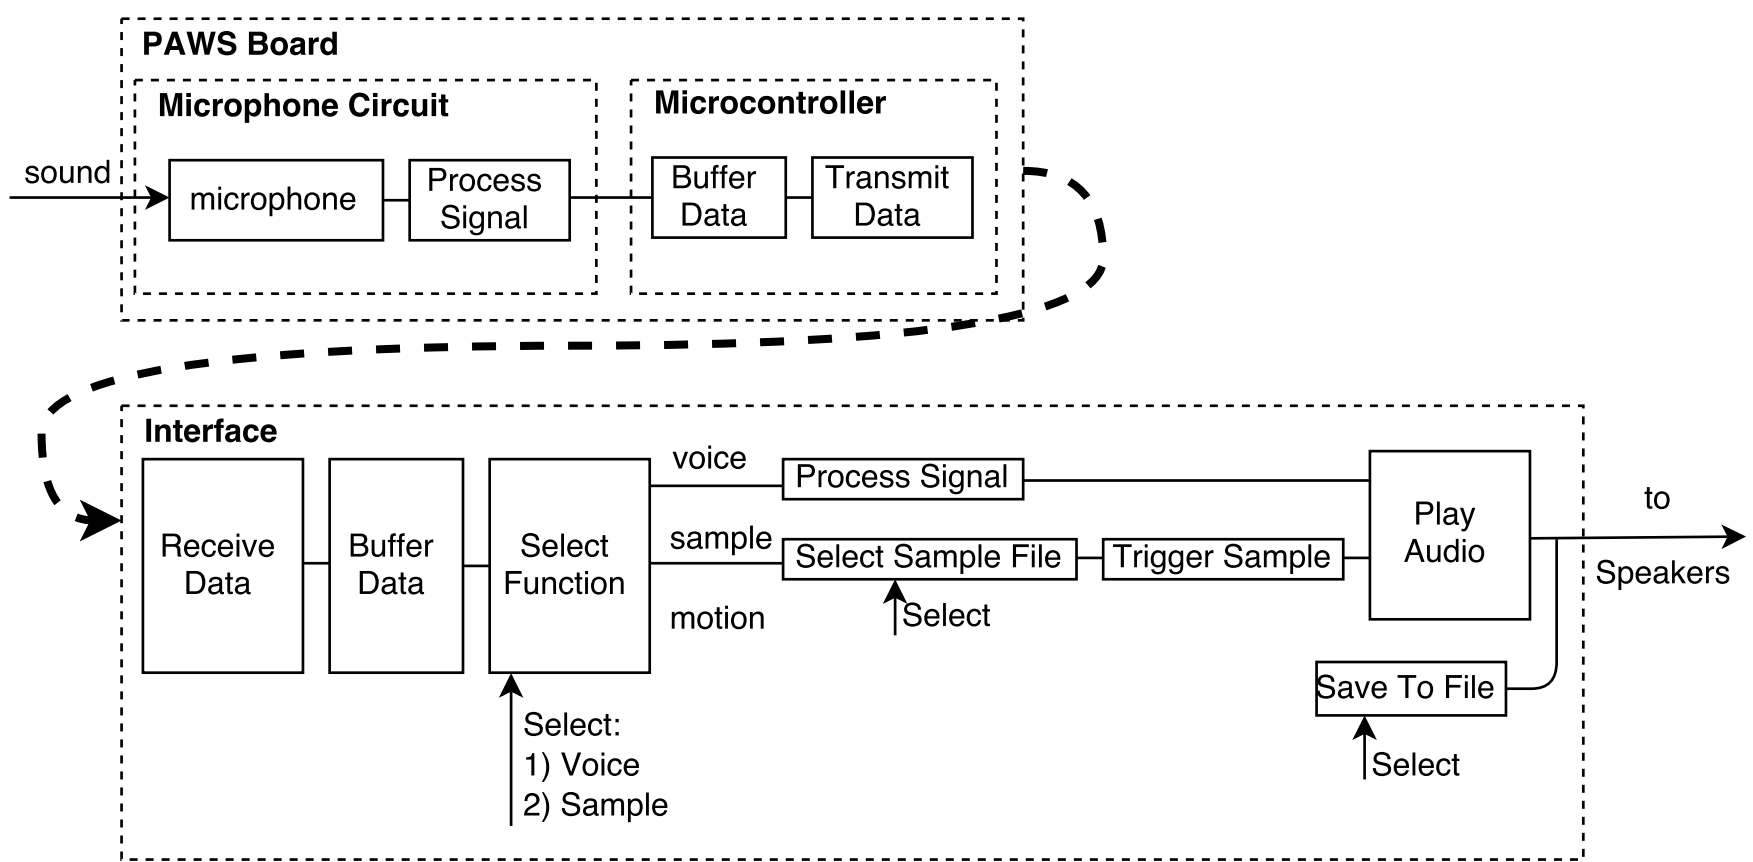 PAWS Board
Microphone Circuit
Microcontroller
sound
microphone
Process
Signal
Buffer
Data
Transmit
Data
Interface
Receive
Data
Buffer
Data
Select
Function
voice
sample
motion
Process Signal
Select Sample File
Trigger Sample
Select
Play
Audio
to
Speakers
Save To File
Select
Select:
1) Voice
2) Sample